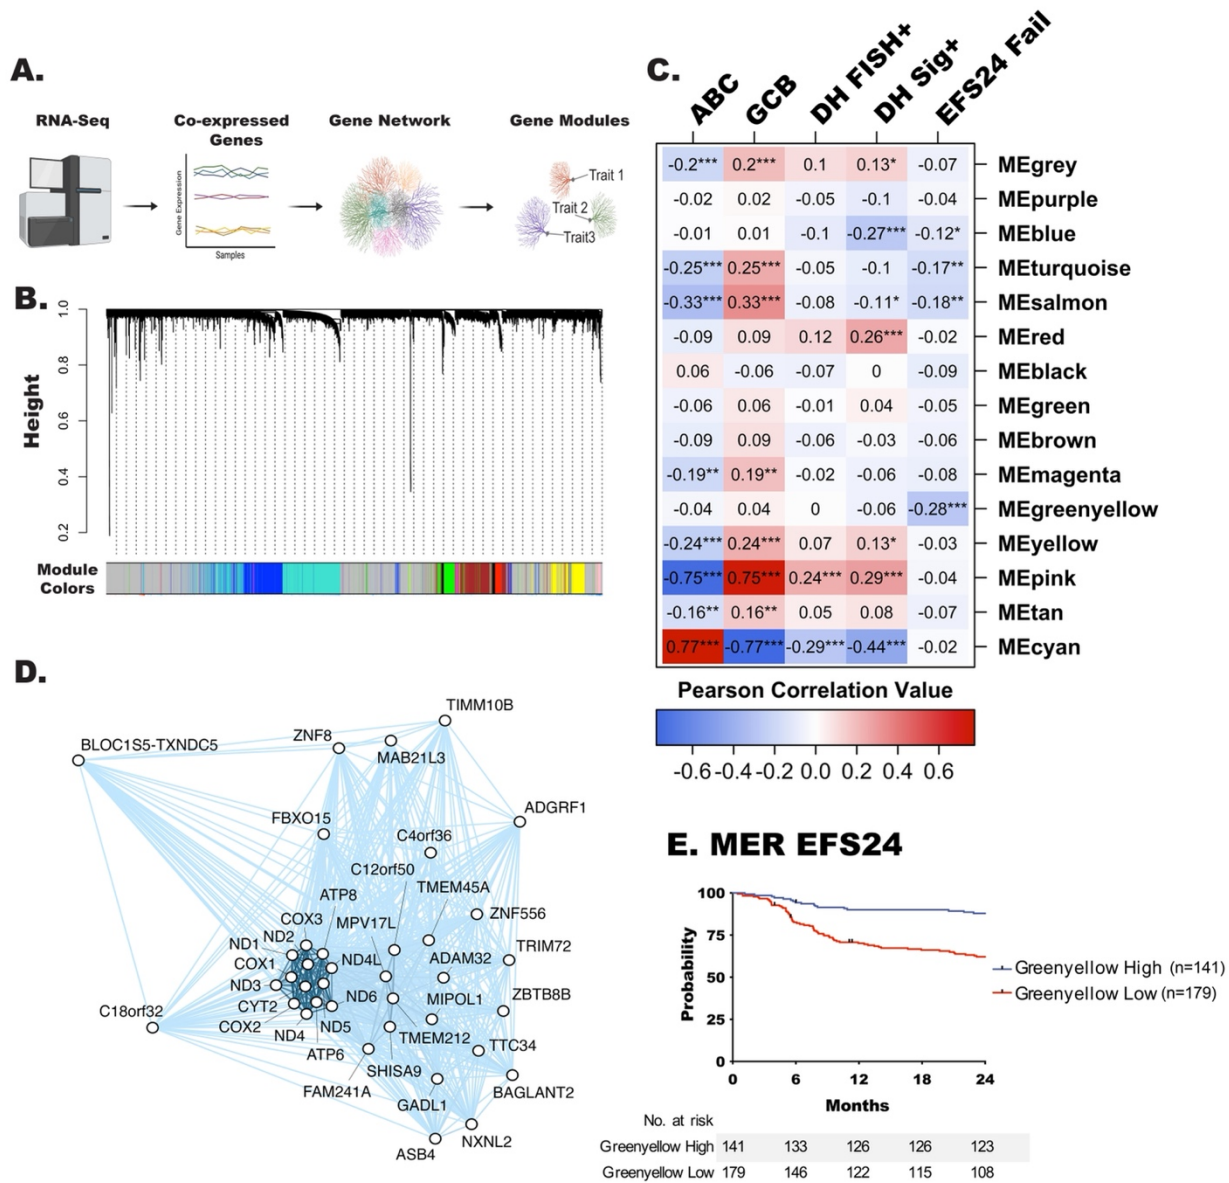 A.
RNA-Seq
Co-expressed
Genes
Gene Network
Gene Modules
Gene Expression
Samples
Trait 1
Trait 2
Trait3
B.
Height
1.0
0.8
0.6
0.4
0.2
Module
Colors
C.
ABC GCB DH FISH+ DH Sig+ EFS24 Fail
-0.2*** 0.2*** 0.1 0.13* -0.07 MEgrey
-0.02 0.02 -0.05 -0.1 -0.04 MEpurple
-0.01 0.01 -0.1 -0.27*** -0.12* MEblue
-0.25*** 0.25*** -0.05 -0.1 -0.17** MEturquoise
-0.33*** 0.33*** -0.08 -0.11* -0.18** MEsalmon
-0.09 0.09 0.12 0.26*** -0.02 MEred
0.06 -0.06 -0.07 0 -0.09 MEblack
-0.06 0.06 -0.01 0.04 -0.05 MEgreen
-0.09 0.09 -0.06 -0.03 -0.06 MEbrown
-0.19** 0.19** -0.02 -0.06 -0.08 MEmagenta
-0.04 0.04 0 -0.06 -0.28*** MEgreenyellow
-0.24*** 0.24*** 0.07 0.13* -0.03 MEyellow
-0.75*** 0.75*** 0.24*** 0.29*** -0.04 MEpink
-0.16** 0.16** 0.05 0.08 -0.07 MEtan
0.77*** -0.77*** -0.29*** -0.44*** -0.02 MEcyan
Pearson Correlation Value
-0.6 -0.4 -0.2 0.0 0.2 0.4 0.6
D.
TIMM10B
BLOC1S5-TXNDC5
ZNF8
MAB21L3
ADGRF1
FBXO15
C4orf36
C12orf50
ATP8
TMEM45A
COX3
MPV17L
ZNF556
ND2
ND1
TRIM72
COX1
ND4L
ADAM32
ND3
ND6
MIPOL1
ZBTB8B
CYT2
C18orf32
COX2
ND5
ND4
TMEM212
TTC34
ATP6
SHISA9
FAM241A
BAGLANT2
GADL1
NXNL2
ASB4
E. MER EFS24
Probability
100
75
50
25
0
0 6 12 18 24
Months
Greenyellow High (n=141)
Greenyellow Low (n=179)
No. at risk
Greenyellow High 141 133 126 126 123
Greenyellow Low 179 146 122 115 108